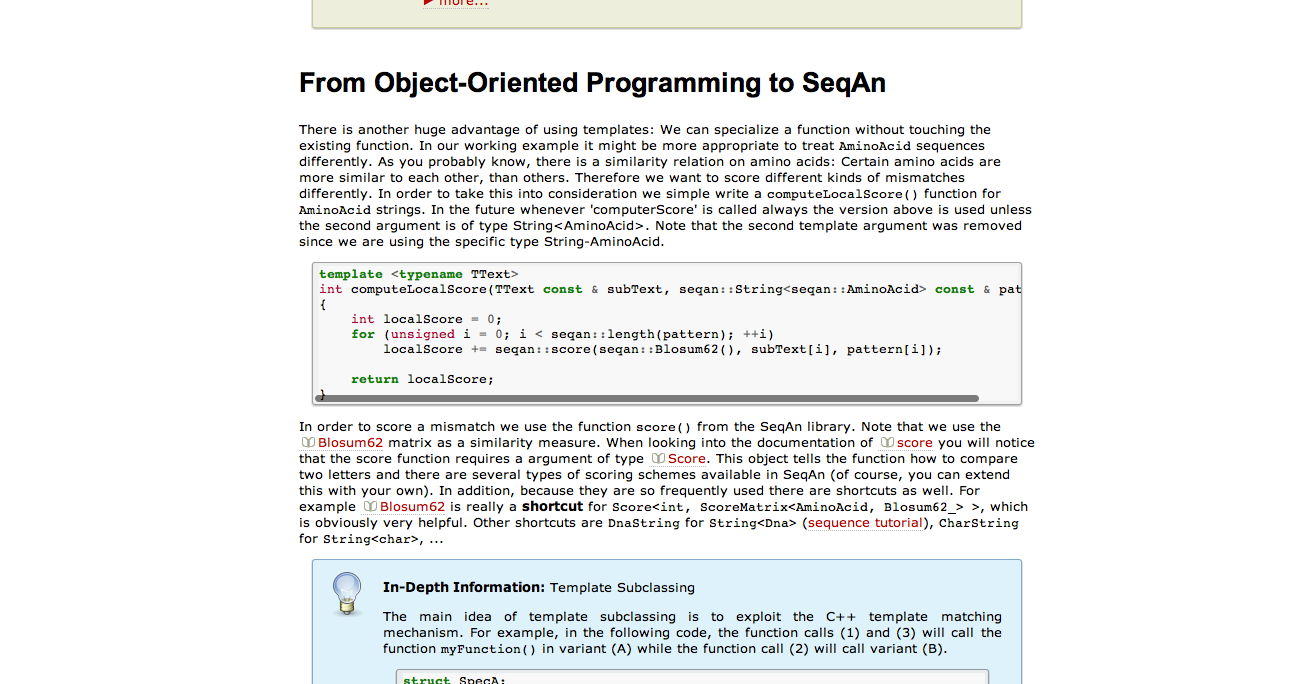 more...
From Object-Oriented Programming to SeqAn
There is another huge advantage of using templates: We can specialize a function without touching the
existing function. In our working example it might be more appropriate to treat AminoAcid sequences
differently. As you probably know, there is a similarity relation on amino acids: Certain amino acids are
more similar to each other, than others. Therefore we want to score different kinds of mismatches
differently. In order to take this into consideration we simple write a computeLocalScore() function for
AminoAcid strings. In the future whenever 'computerScore' is called always the version above is used unless
the second argument is of type String<AminoAcid>. Note that the second template argument was removed
since we are using the specific type String-AminoAcid.
template <typename TText>
int computeLocalScore(TText const & subText, seqan::String<seqan::AminoAcid> const & pat
{
    int localScore = 0;
    for (unsigned i = 0; i < seqan::length(pattern); ++i)
        localScore += seqan::score(seqan::Blosum62(), subText[i], pattern[i]);
    return localScore;
}
In order to score a mismatch we use the function score() from the SeqAn library. Note that we use the
Blosum62 matrix as a similarity measure. When looking into the documentation of score you will notice
that the score function requires a argument of type Score. This object tells the function how to compare
two letters and there are several types of scoring schemes available in SeqAn (of course, you can extend
this with your own). In addition, because they are so frequently used there are shortcuts as well. For
example Blosum62 is really a shortcut for Score<int, ScoreMatrix<AminoAcid, Blosum62_> >, which
is obviously very helpful. Other shortcuts are DnaString for String<Dna> (sequence tutorial), CharString
for String<char>, ...
In-Depth Information: Template Subclassing
The main idea of template subclassing is to exploit the C++ template matching
mechanism. For example, in the following code, the function calls (1) and (3) will call the
function myFunction() in variant (A) while the function call (2) will call variant (B).
struct SpecA;